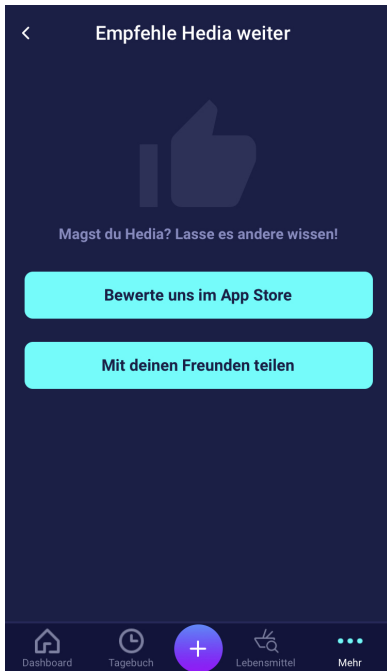 Empfehle Hedia weiter
Magst du Hedia? Lasse es andere wissen!
Bewerte uns im App Store
Mit deinen Freunden teilen
Dashboard Tagebuch Lebensmittel Mehr